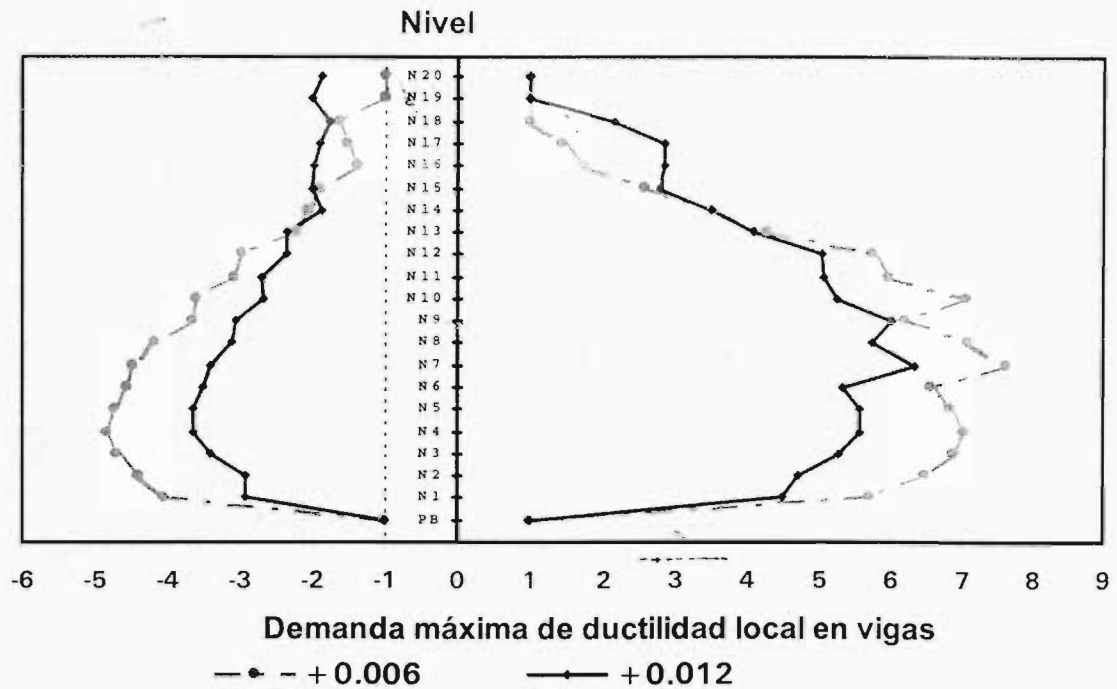 Nivel
N20
N19
N18
N17
N16
N15
N14
N13
N12
N11
N10
N9
N8
N7
N6
N5
N4
N3
N2
N1
PB
-6 -5 -4 -3 -2 -1 0 1 2 3 4 5 6 7 8 9
Demanda máxima de ductilidad local en vigas
+0.006 +0.012